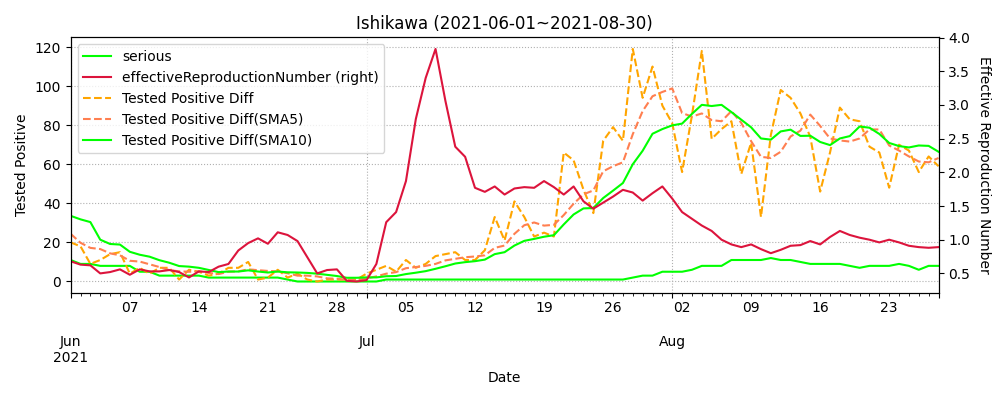 Ishikawa (2021-06-01~2021-08-30)
serious
effectiveReproductionNumber (right)
Tested Positive Diff
Tested Positive Diff(SMA5)
Tested Positive Diff(SMA10)
Tested Positive
120
100
80
60
40
20
0
4.0
3.5
3.0
2.5
2.0
1.5
1.0
0.5
Effective Reproduction Number
07 14 21 28 05 12 19 26 02 09 16 23
Jun Jul Aug
2021
Date